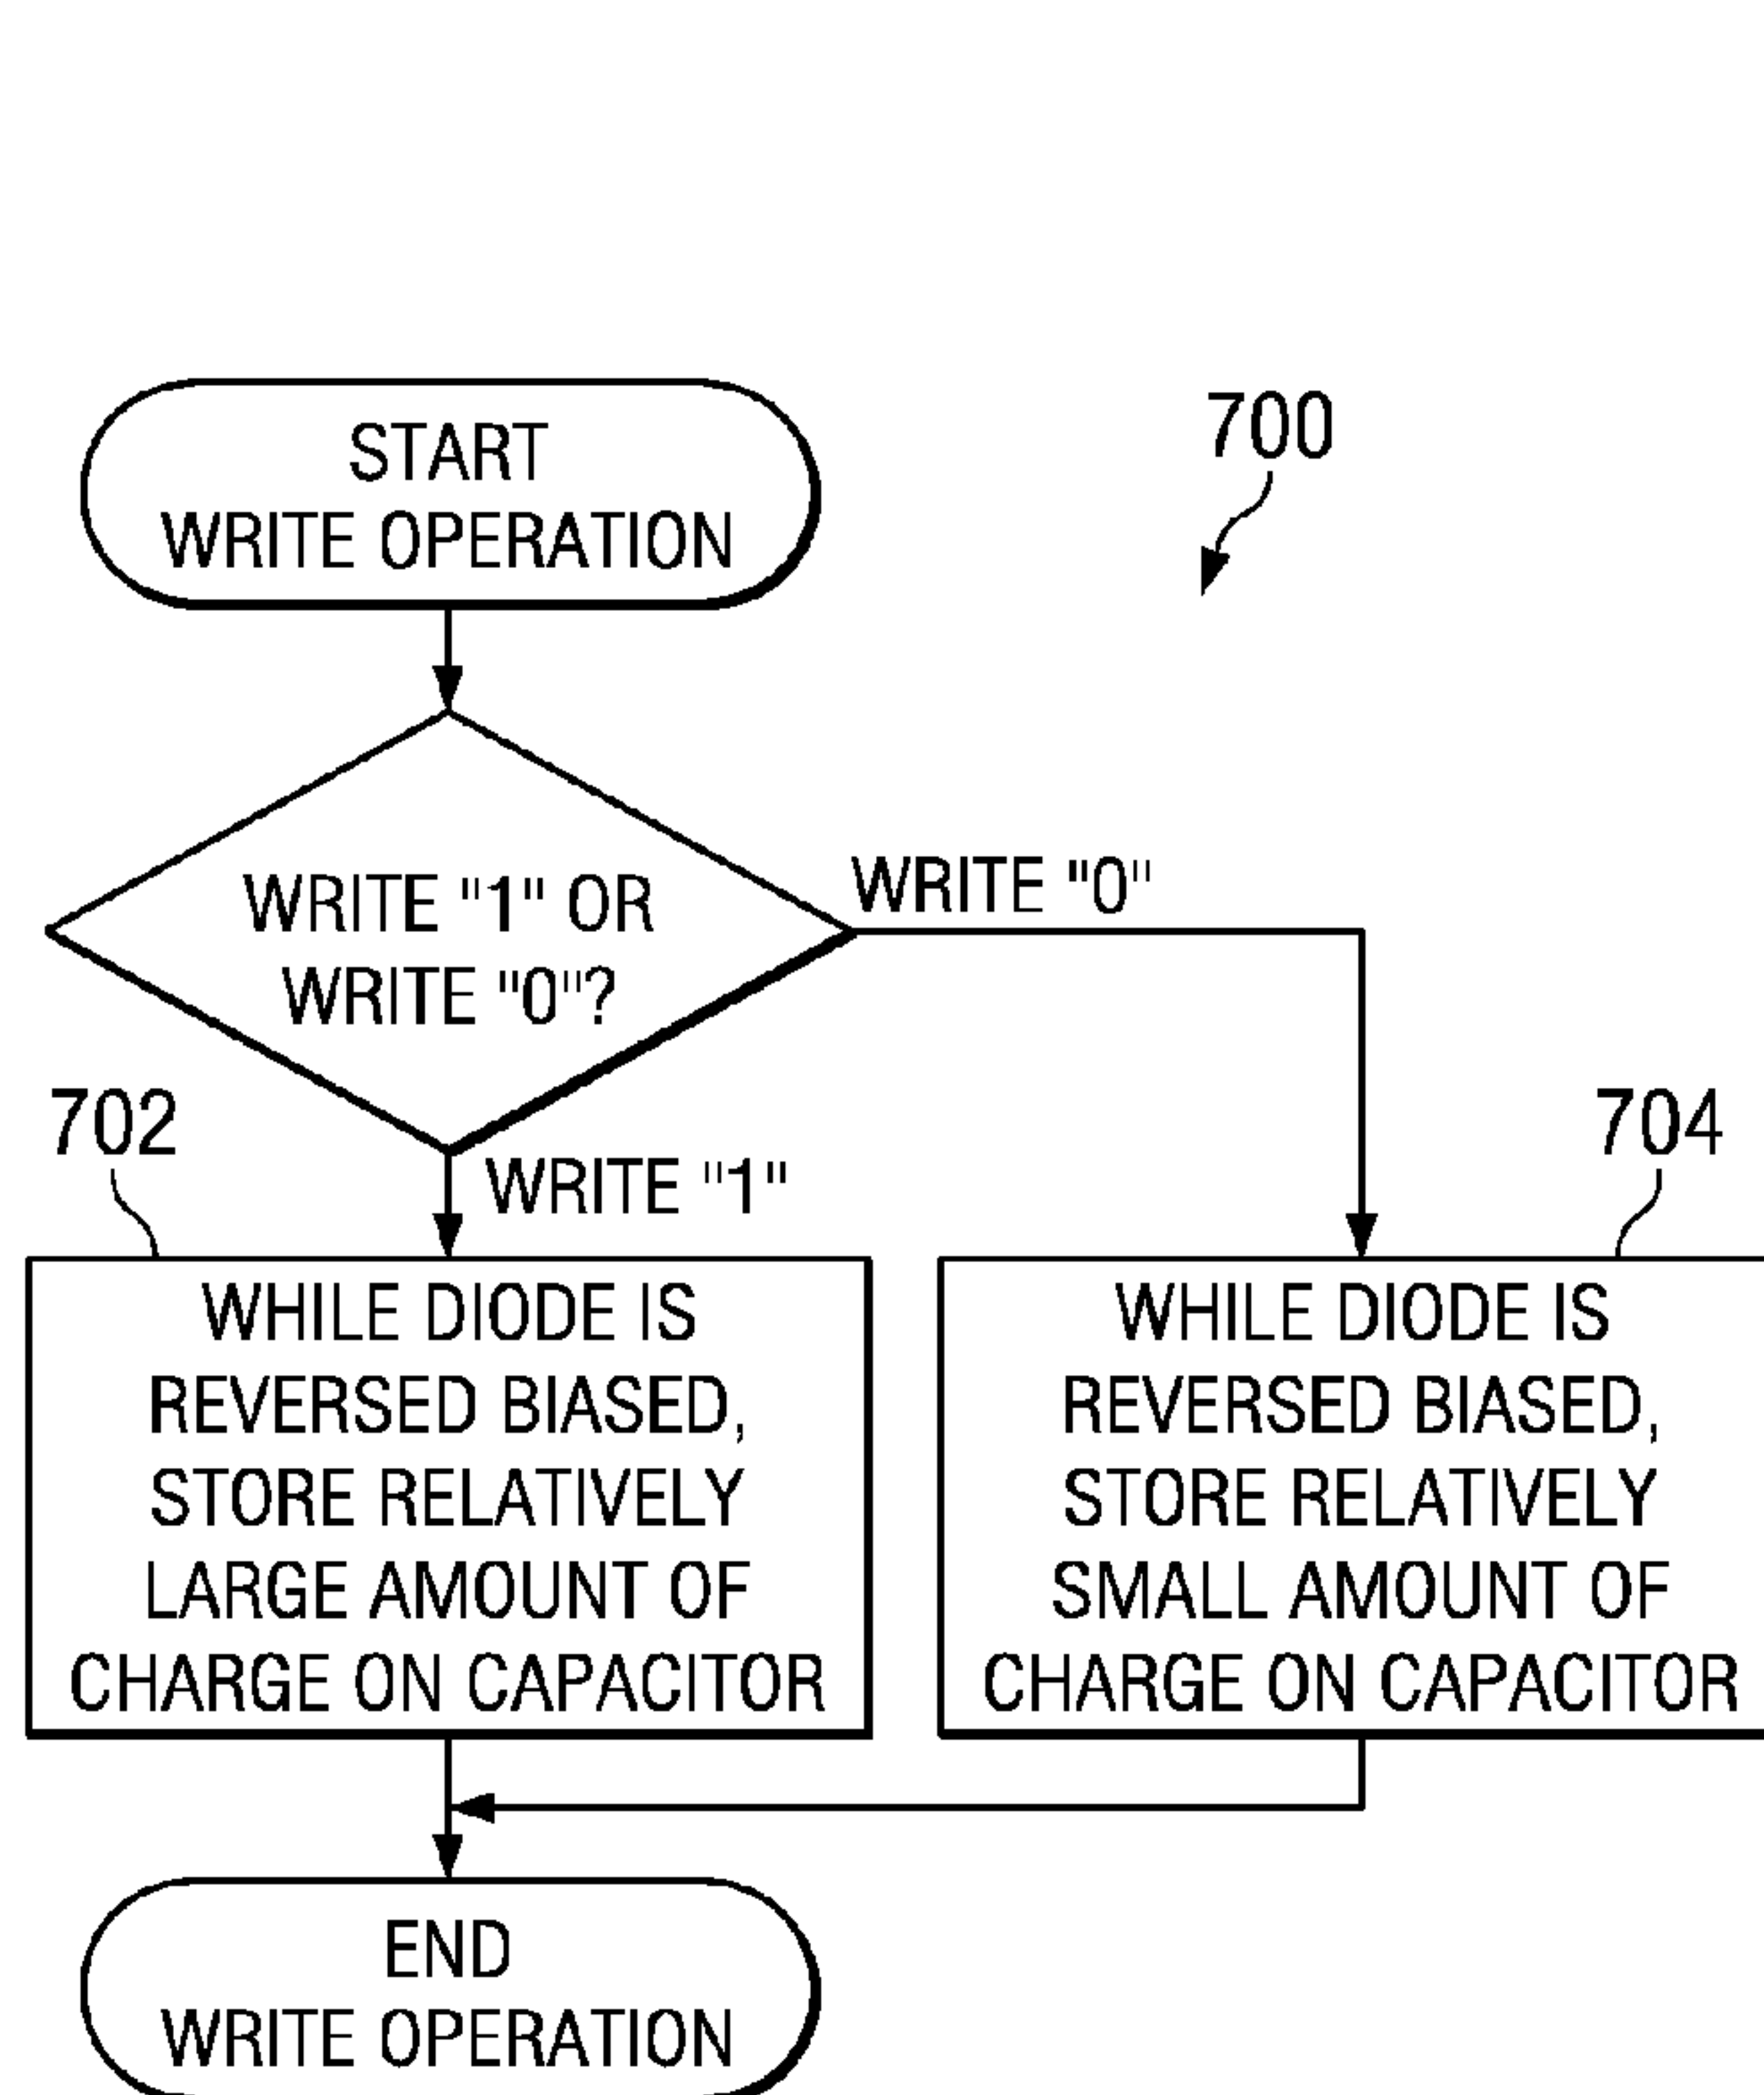 START
WRITE OPERATION
700
WRITE "1" OR
WRITE "0"?
WRITE "0"
702
704
WRITE "1"
WHILE DIODE IS
REVERSED BIASED,
STORE RELATIVELY
LARGE AMOUNT OF
CHARGE ON CAPACITOR
WHILE DIODE IS
REVERSED BIASED,
STORE RELATIVELY
SMALL AMOUNT OF
CHARGE ON CAPACITOR
END
WRITE OPERATION